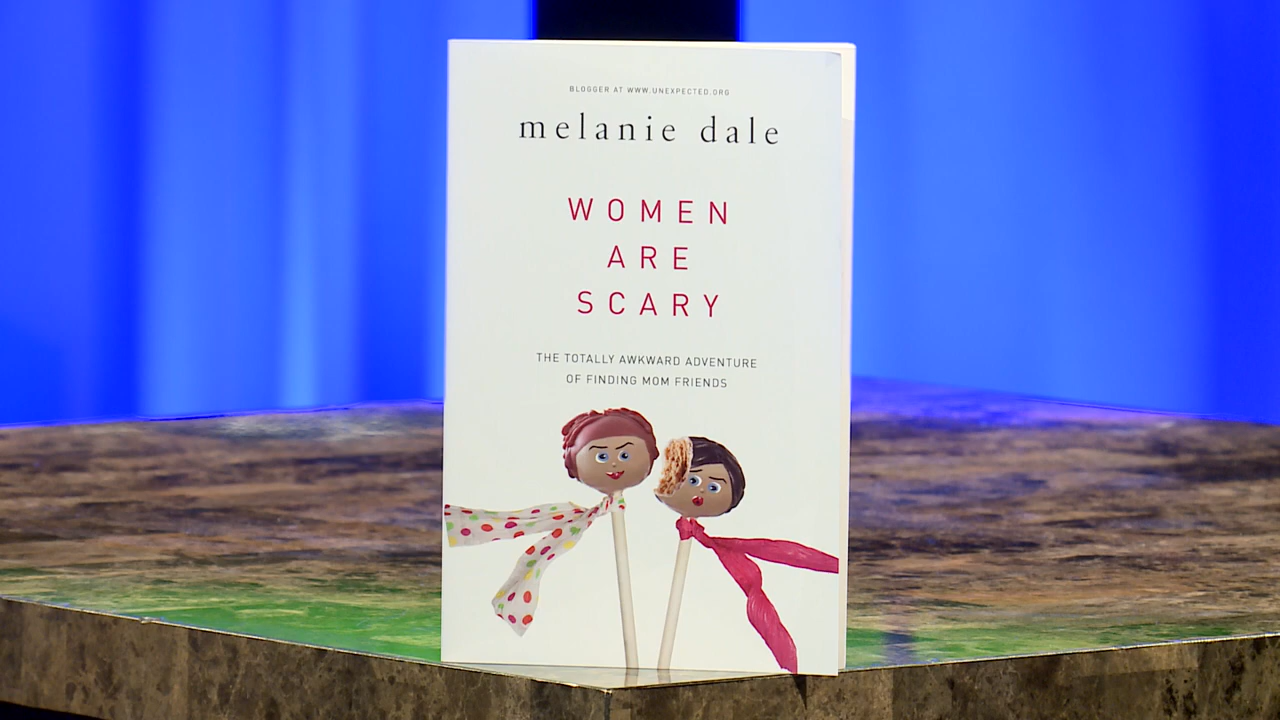 BLOGGER AT WWW.UNEXPECTED.ORG
melanie dale
WOMEN
ARE
SCARY
THE TOTALLY AWKWARD ADVENTURE
OF FINDING MOM FRIENDS